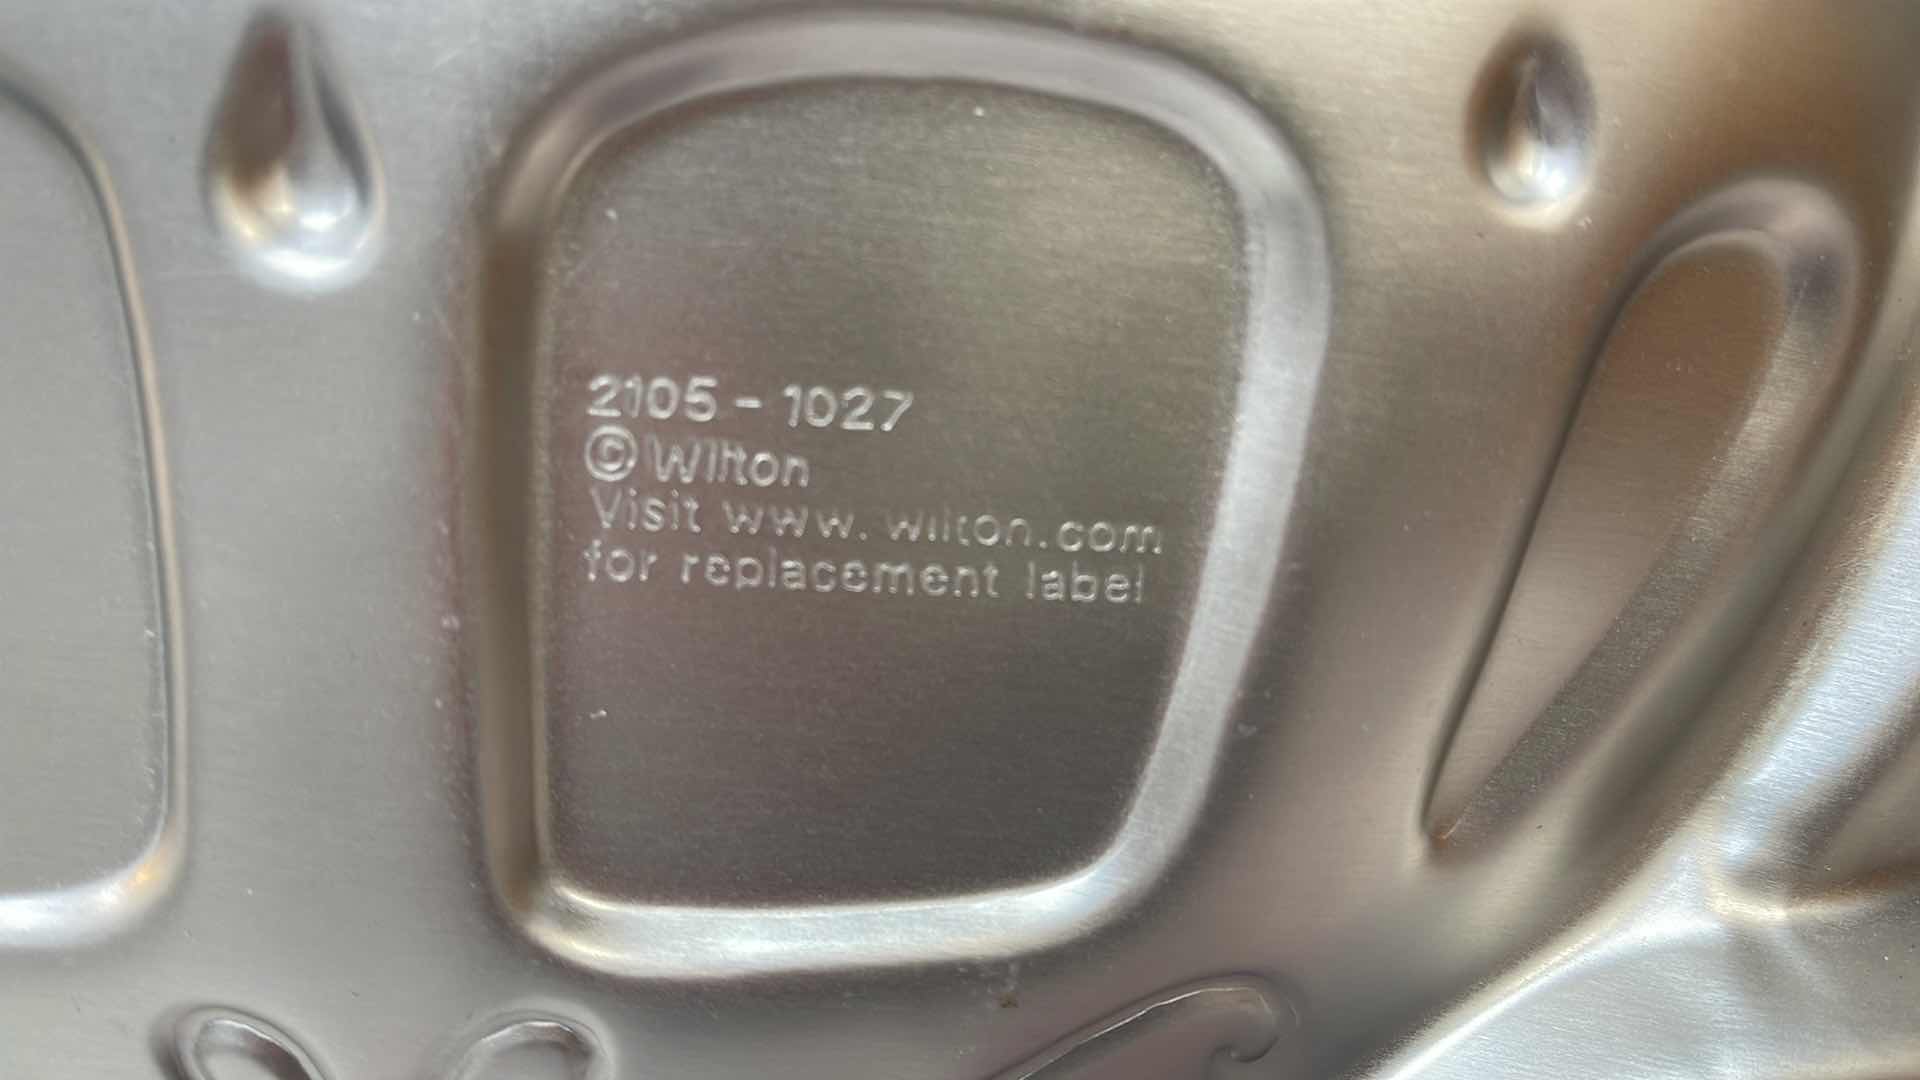 2105 - 1027
© Wilton
Visit www. wilton.com
for replacement label